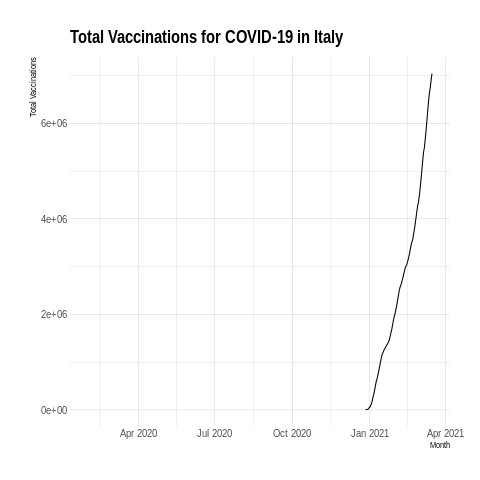 Total Vaccinations for COVID-19 in Italy
Total Vaccinations
6e+06
4e+06
2e+06
0e+00
Apr 2020 Jul 2020 Oct 2020 Jan 2021 Apr 2021
Month